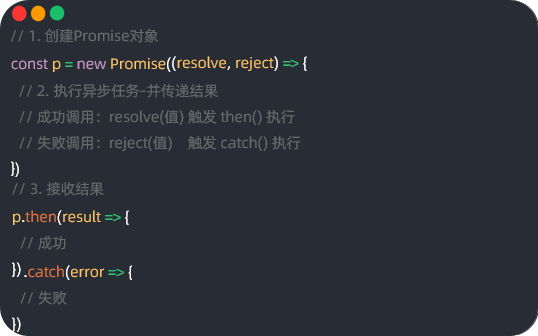 // 1. 创建Promise对象
const p = new Promise((resolve, reject) => {
// 2. 执行异步任务-并传递结果
// 成功调用：resolve(值) 触发 then() 执行
// 失败调用：reject(值) 触发 catch() 执行
})
// 3. 接收结果
p.then(result => {
// 成功
}).catch(error => {
// 失败
})